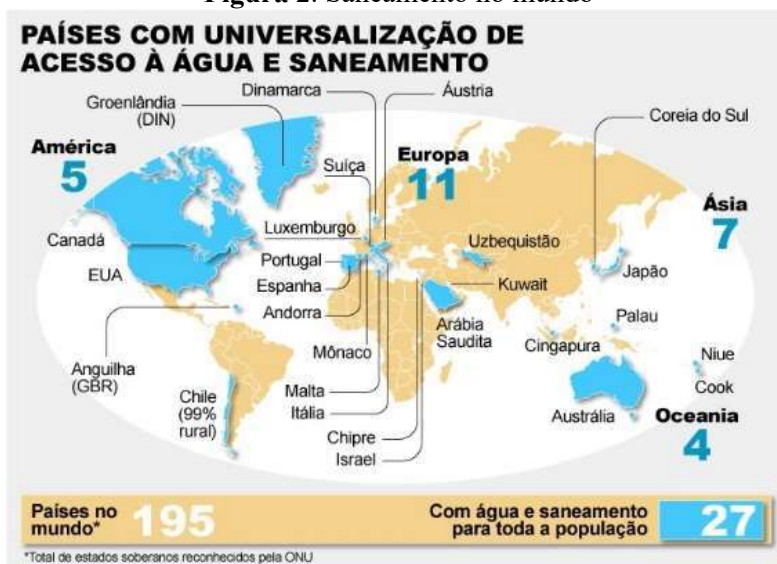 Figura 2: Saneamento no mundo
PAÍSES COM UNIVERSALIZAÇÃO DE
ACESSO À ÁGUA E SANEAMENTO
Dinamarca
Áustria
Groenlândia
(DIN)
Coreia do Sul
América
5
Suíça
Europa
11
Ásia
7
Canadá
Luxemburgo
Uzbequistão
EUA
Portugal
Kuwait
Japão
Espanha
Andorra
Arábia
Saudita
Palau
Mônaco
Cingapura
Niue
Anguilha
(GBR)
Chile
(99%
rural)
Malta
Cook
Itália
Austrália
Oceania
4
Chipre
Israel
Países no
mundo*
195
Com água e saneamento
para toda a população
27
*Total de estados soberanos reconhecidos pela ONU